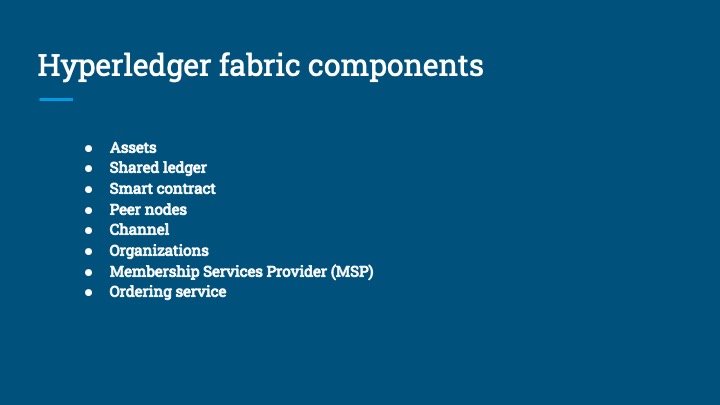 Hyperledger fabric components
● Assets
● Shared ledger
● Smart contract
● Peer nodes
● Channel
● Organizations
● Membership Services Provider (MSP)
● Ordering service